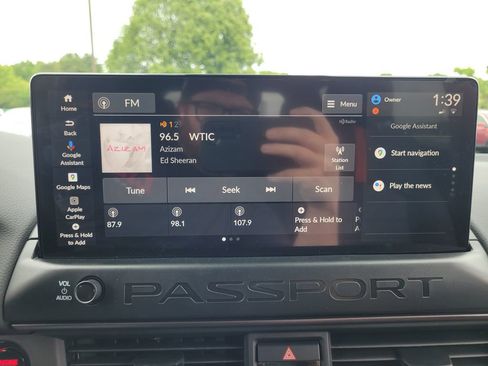 Home
Back
Google
Assistant
Google Maps
Apple
CarPlay
Press & Hold
to Add
FM
Menu
HD Radio
AZIZAM
1 2
96.5 WTIC
Azizam
Ed Sheeran
Station
List
Tune
Seek
Scan
87.9
98.1
107.9
Press & Hold
to Add
Owner
1:39
Google Assistant
Start navigation
Play the news
VOL
AUDIO
PASSPORT